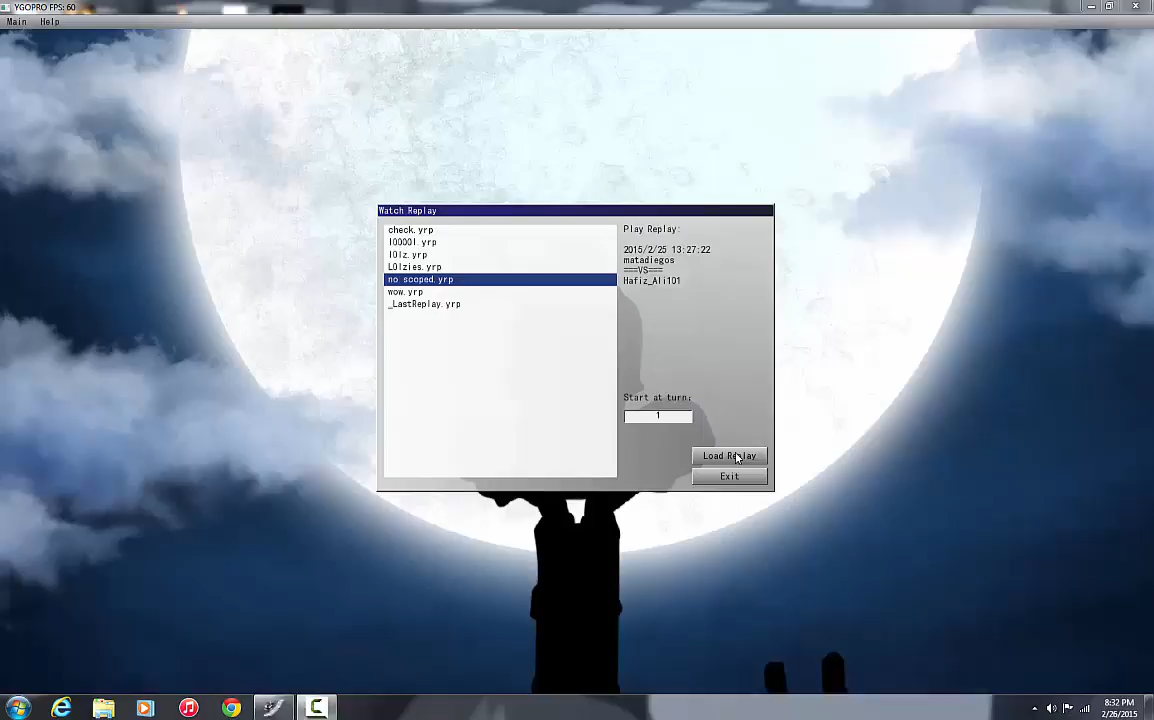 YGOPRO FPS: 60
Main Help
Watch Replay
check.yrp
l0000l.yrp
l0lz.yrp
L0lzies.yrp
no scoped.yrp
wow.yrp
_LastReplay.yrp
Play Replay:
2015/2/25 13:27:22
matadiegos
===VS===
Hafiz_Ali101
Start at turn:
1
Load Replay
Exit
8:32 PM
2/26/2015